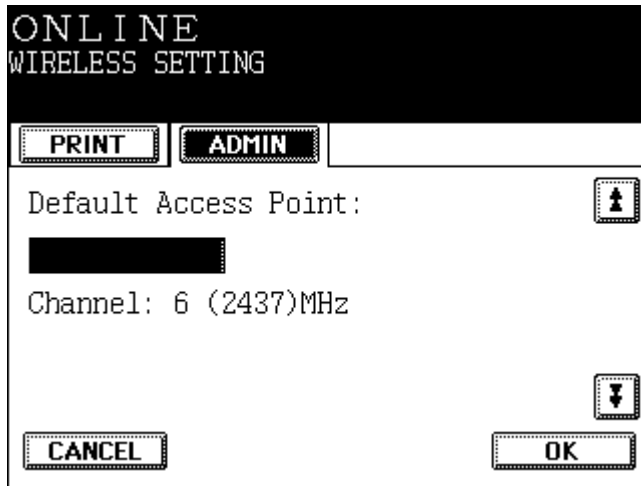 ONLINE
WIRELESS SETTING
PRINT ADMIN
Default Access Point:
Channel: 6 (2437)MHz
CANCEL OK